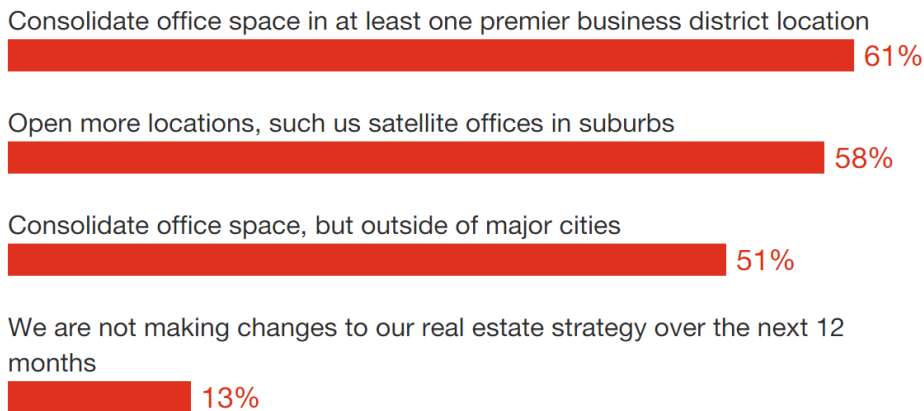 Consolidate office space in at least one premier business district location
61%
Open more locations, such us satellite offices in suburbs
58%
Consolidate office space, but outside of major cities
51%
We are not making changes to our real estate strategy over the next 12
months
13%